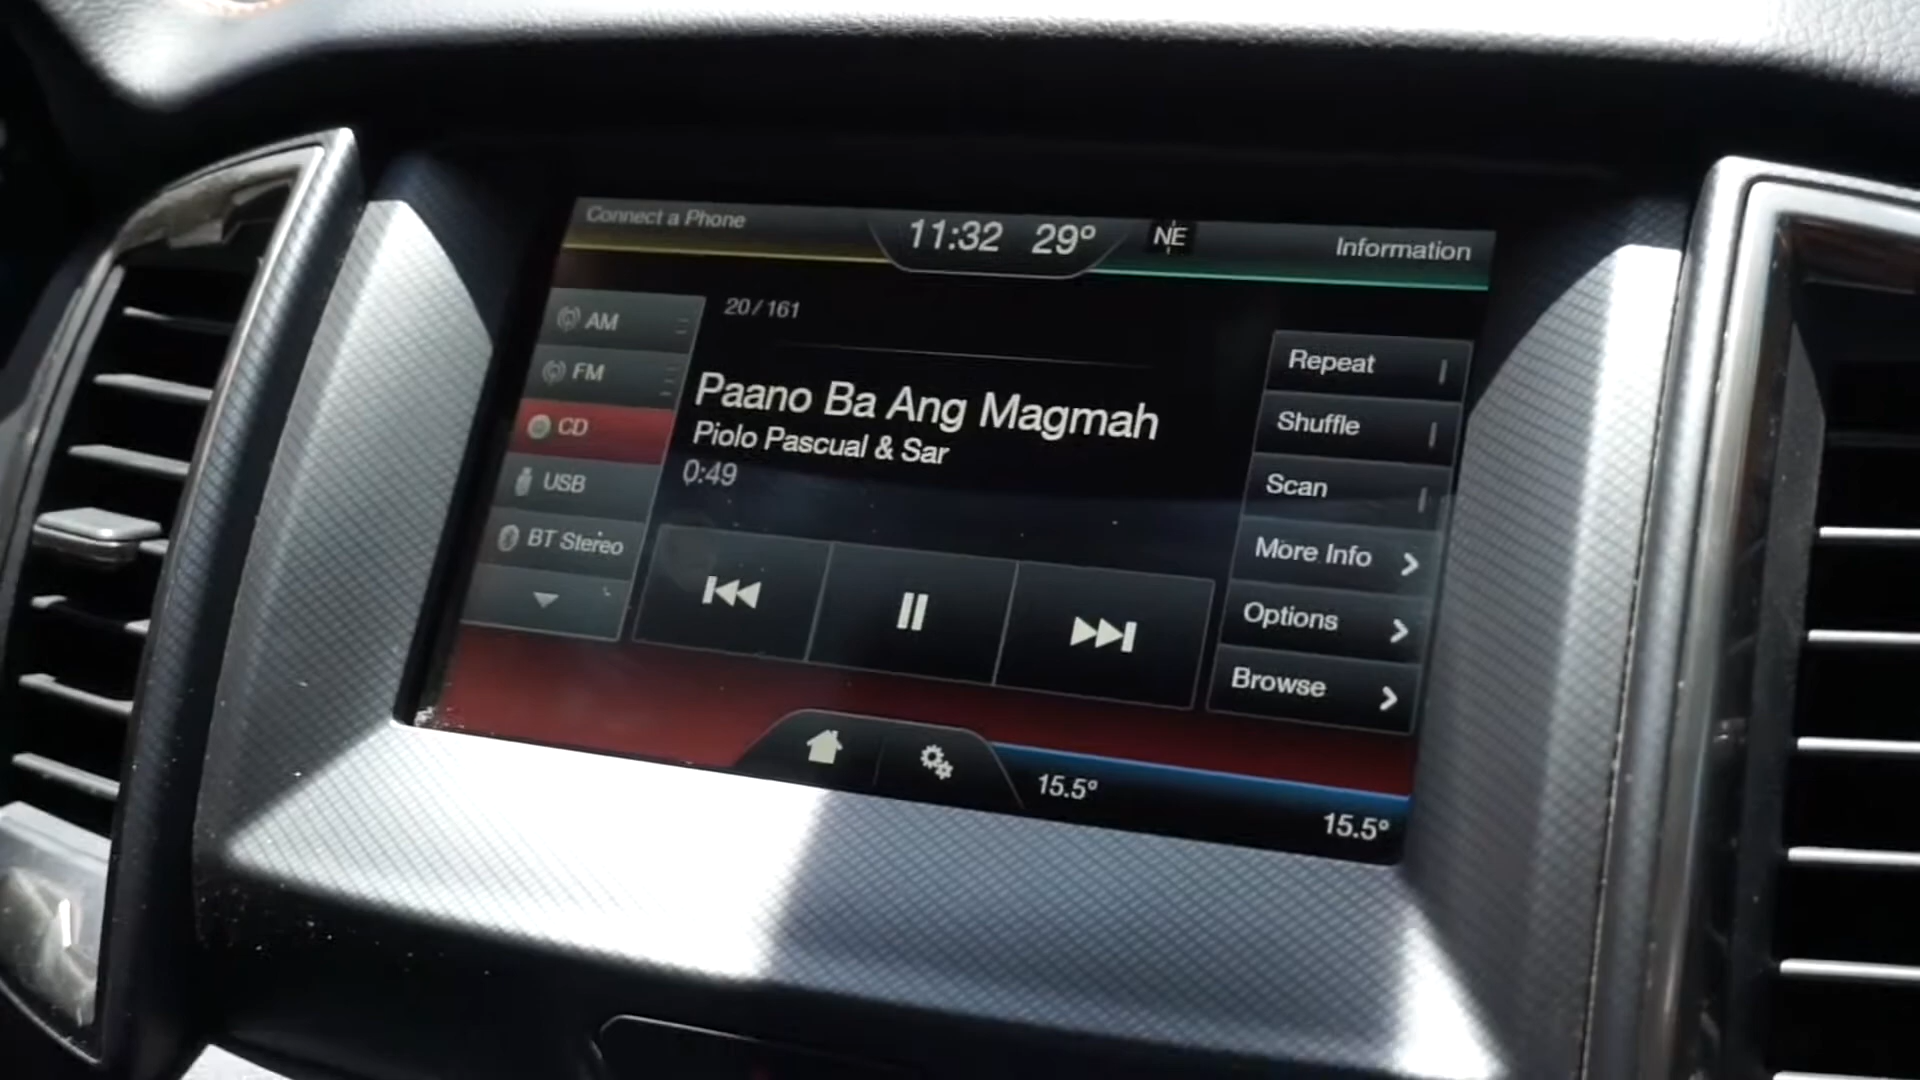 Connect a Phone
11:32 29° NE
Information
AM
FM
CD
USB
BT Stereo
20/161
Paano Ba Ang Magmah
Piolo Pascual & Sar
0:49
Repeat
Shuffle
Scan
More Info
Options
Browse
15.5°
15.5°